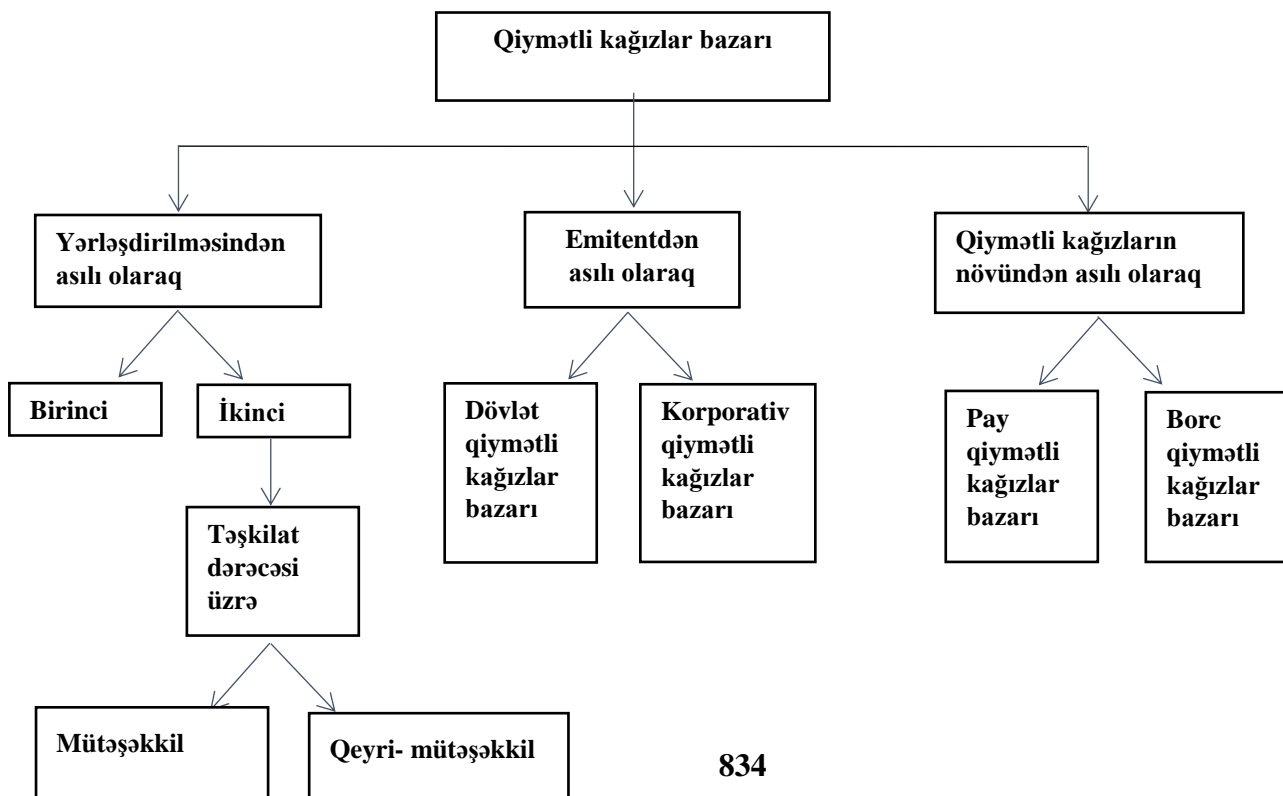 Qiymətli kağızlar bazarı
Yərləşdirilməsindən
asılı olaraq
Emitentdən
asılı olaraq
Qiymətli kağızların
növündən asılı olaraq
Birinci
İkinci
Dövlət
qiymətli
kağızlar
bazarı
Korporativ
qiymətli
kağızlar
bazarı
Pay
qiymətli
kağızlar
bazarı
Borc
qiymətli
kağızlar
bazarı
Təşkilat
dərəcəsi
üzrə
Mütəşəkkil
Qeyri- mütəşəkkil
834